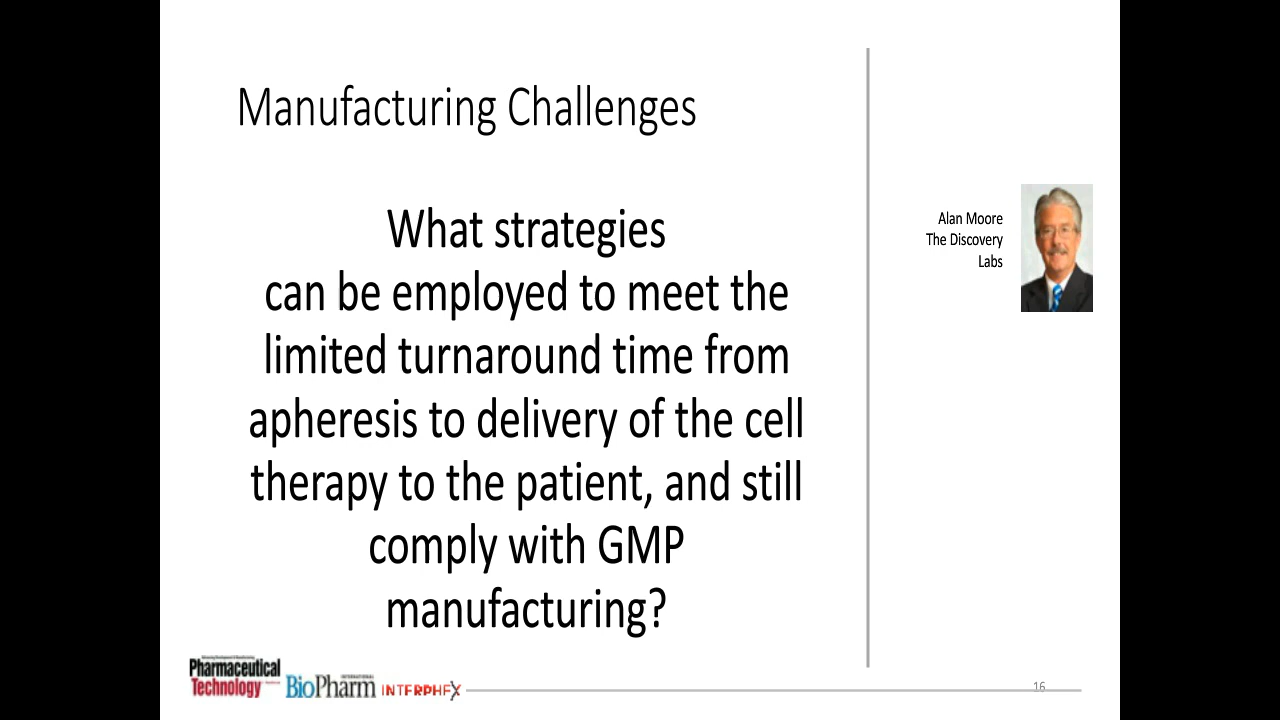 Manufacturing Challenges
What strategies
can be employed to meet the
limited turnaround time from
apheresis to delivery of the cell
therapy to the patient, and still
comply with GMP
manufacturing?
Alan Moore
The Discovery
Labs
Pharmaceutical
Technology
INTERNATIONAL
BioPharm
INTERPHEX
16